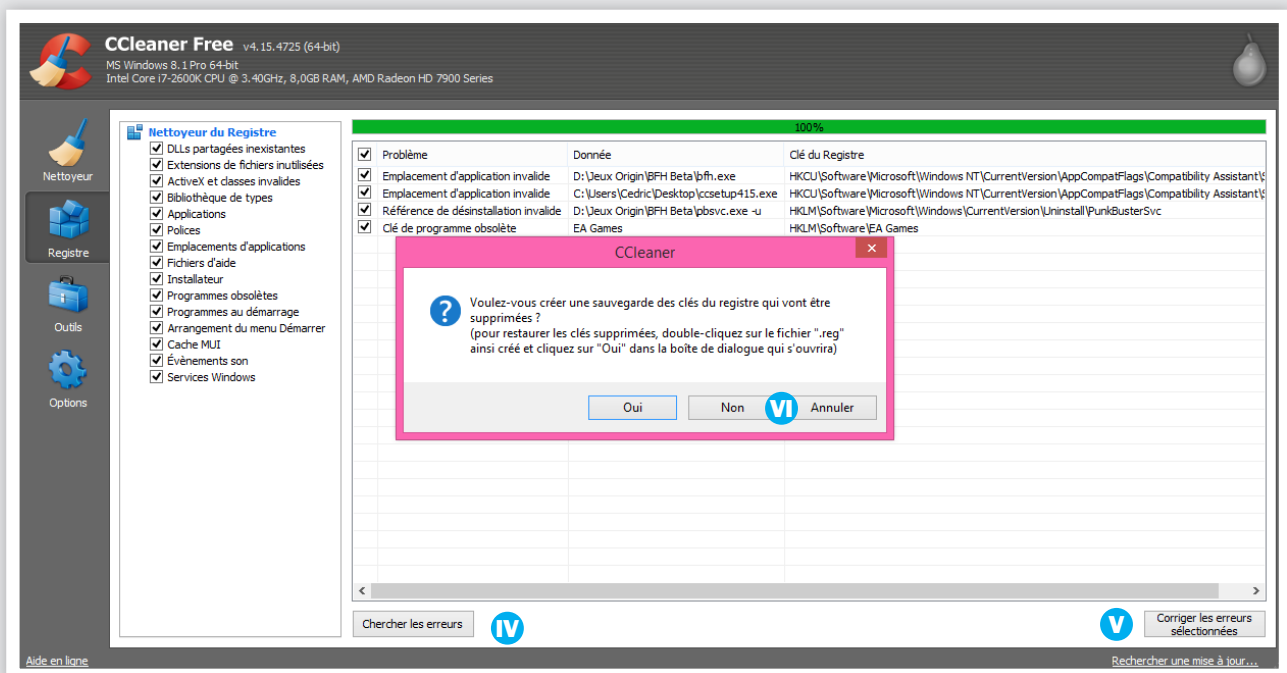 CCleaner Free v4.15.4725 (64-bit)
MS Windows 8.1 Pro 64-bit
Intel Core i7-2600K CPU @ 3.40GHz, 8,0GB RAM, AMD Radeon HD 7900 Series
Nettoyeur
Registre
Outils
Options
Nettoyeur du Registre
DLLs partagées inexistantes
Extensions de fichiers inutilisées
ActiveX et classes invalides
Bibliothèque de types
Applications
Polices
Emplacements d'applications
Fichiers d'aide
Installateur
Programmes obsolètes
Programmes au démarrage
Arrangement du menu Démarrer
Cache MUI
Évènements son
Services Windows
100%
Problème Donnée Clé du Registre
Emplacement d'application invalide D:\Jeux Origin\BFH Beta\bfh.exe HKCU\Software\Microsoft\Windows NT\CurrentVersion\AppCompatFlags\Compatibility Assistant\S
Emplacement d'application invalide C:\Users\Cedric\Desktop\ccsetup415.exe HKCU\Software\Microsoft\Windows NT\CurrentVersion\AppCompatFlags\Compatibility Assistant\S
Référence de désinstallation invalide D:\Jeux Origin\BFH Beta\pbsvc.exe -u HKLM\Software\Microsoft\Windows\CurrentVersion\Uninstall\PunkBusterSvc
Clé de programme obsolète EA Games HKLM\Software\EA Games
CCleaner
Voulez-vous créer une sauvegarde des clés du registre qui vont être
supprimées ?
(pour restaurer les clés supprimées, double-cliquez sur le fichier ".reg"
ainsi créé et cliquez sur "Oui" dans la boîte de dialogue qui s'ouvrira)
Oui Non VI Annuler
Chercher les erreurs IV
V Corriger les erreurs
sélectionnées
Aide en ligne Rechercher une mise à jour...